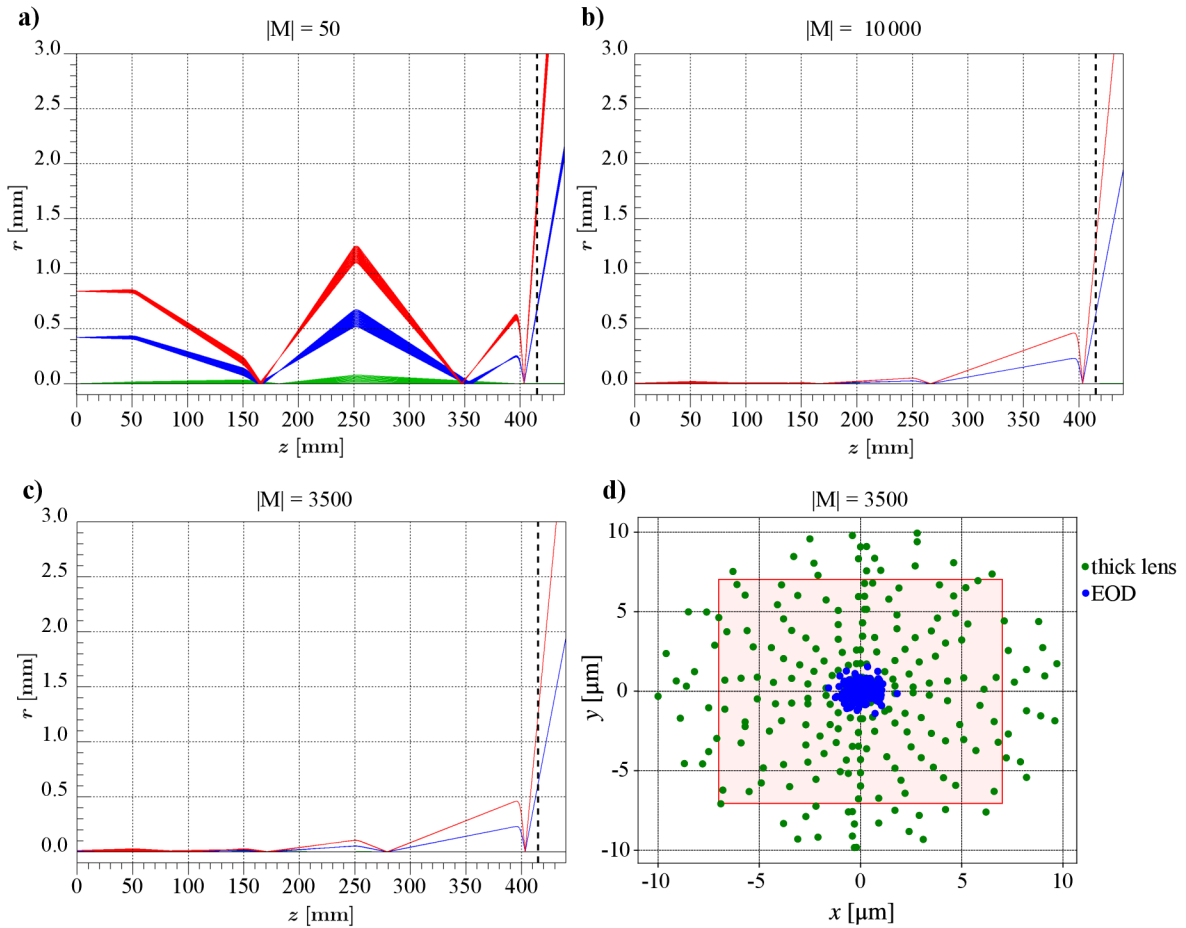 a)
|M| = 50
3.0
2.5
2.0
1.5
1.0
0.5
0.0
r [mm]
0 50 100 150 200 250 300 350 400
z [mm]
b)
|M| = 10 000
3.0
2.5
2.0
1.5
1.0
0.5
0.0
r [mm]
0 50 100 150 200 250 300 350 400
z [mm]
c)
|M| = 3500
3.0
2.5
2.0
1.5
1.0
0.5
0.0
r [mm]
0 50 100 150 200 250 300 350 400
z [mm]
d)
|M| = 3500
10
5
0
-5
-10
y [μm]
-10 -5 0 5 10
x [μm]
thick lens
EOD